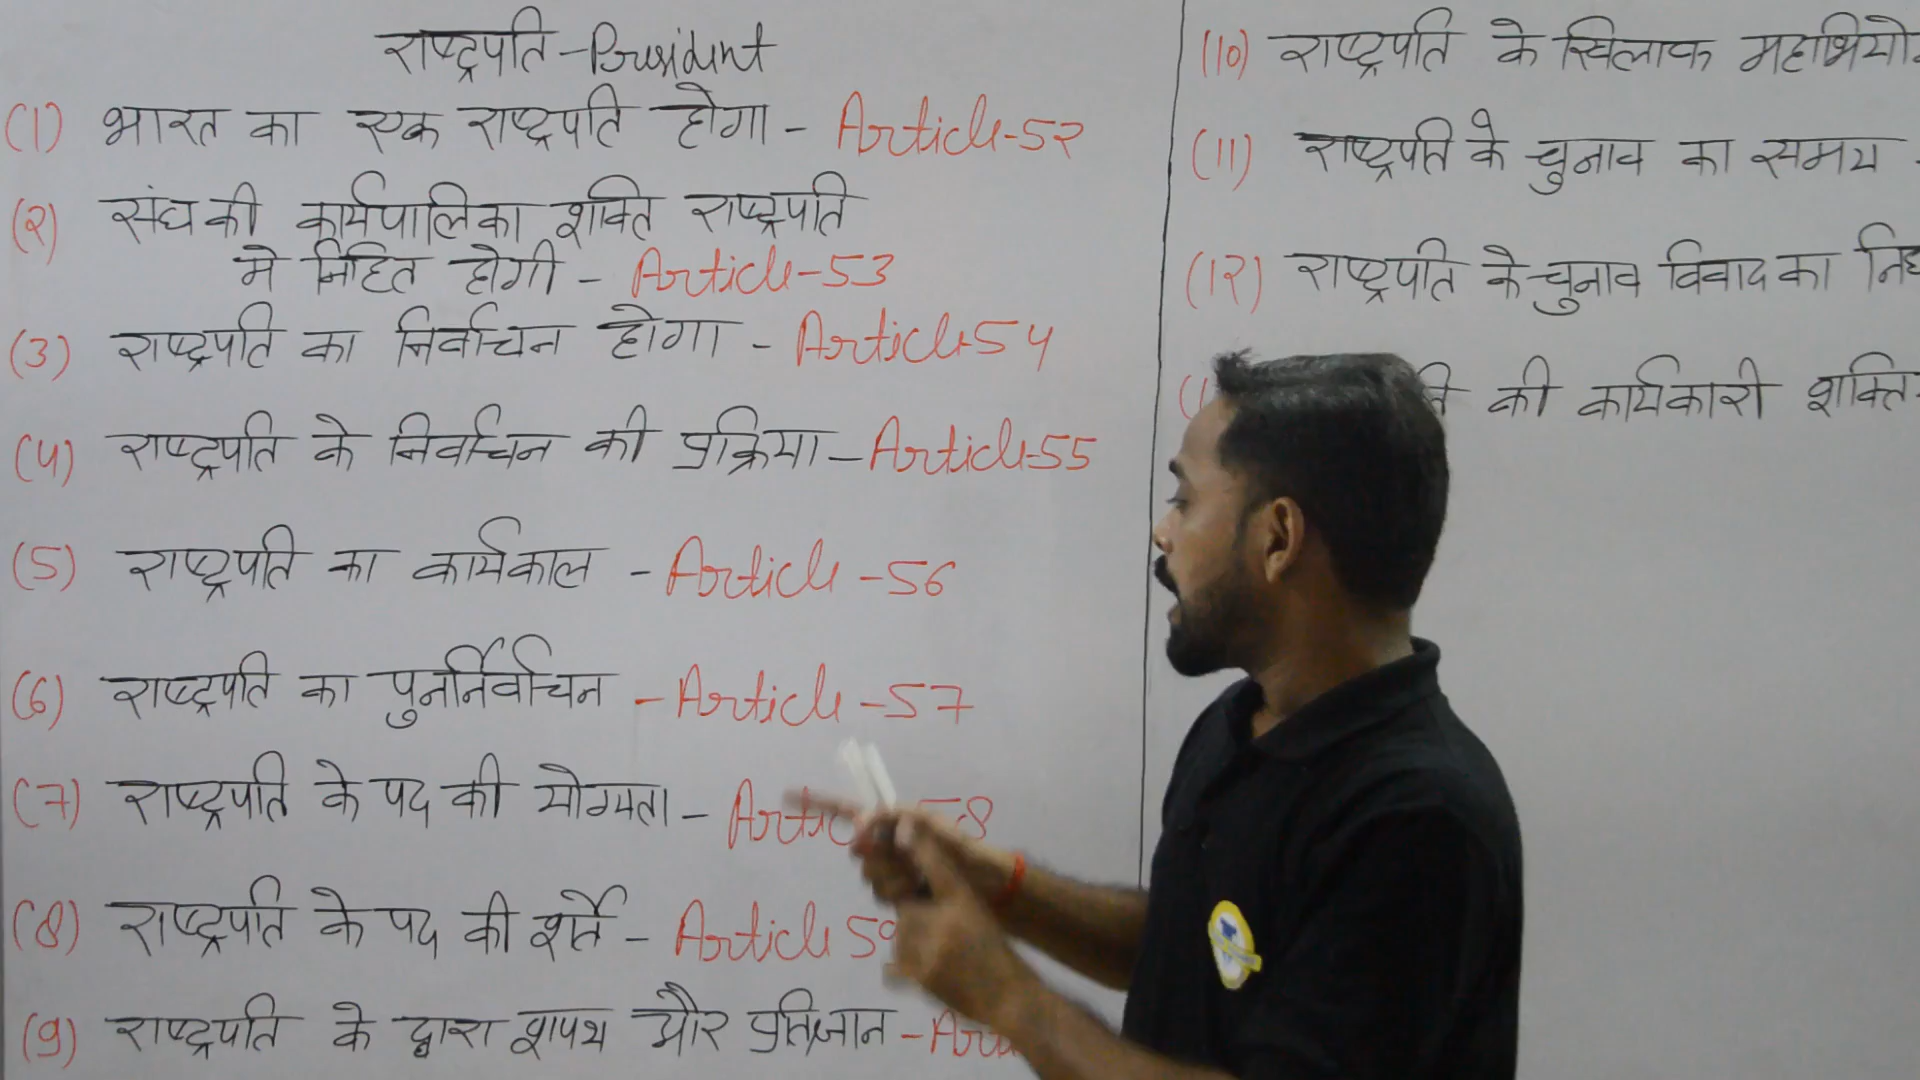 राष्ट्रपति - President
(1) भारत का एक राष्ट्रपति होगा - Article-52
(2) संघ की कार्यपालिका शक्ति राष्ट्रपति
मे निहित होगी - Article-53
(3) राष्ट्रपति का निर्वाचन होगा - Article-54
(4) राष्ट्रपति के निर्वाचन की प्रक्रिया - Article-55
(5) राष्ट्रपति का कार्यकाल - Article-56
(6) राष्ट्रपति का पुनर्निर्वाचन - Article-57
(7) राष्ट्रपति के पद की योग्यता -
(8) राष्ट्रपति के पद की शर्ते - Article 59
(9) राष्ट्रपति के द्वारा शपथ और प्रतिज्ञान -
(10) राष्ट्रपति के खिलाफ
(11) राष्ट्रपति के चुनाव का समय -
(12) राष्ट्रपति के चुनाव विवाद का
की कार्यकारी शक्ति -